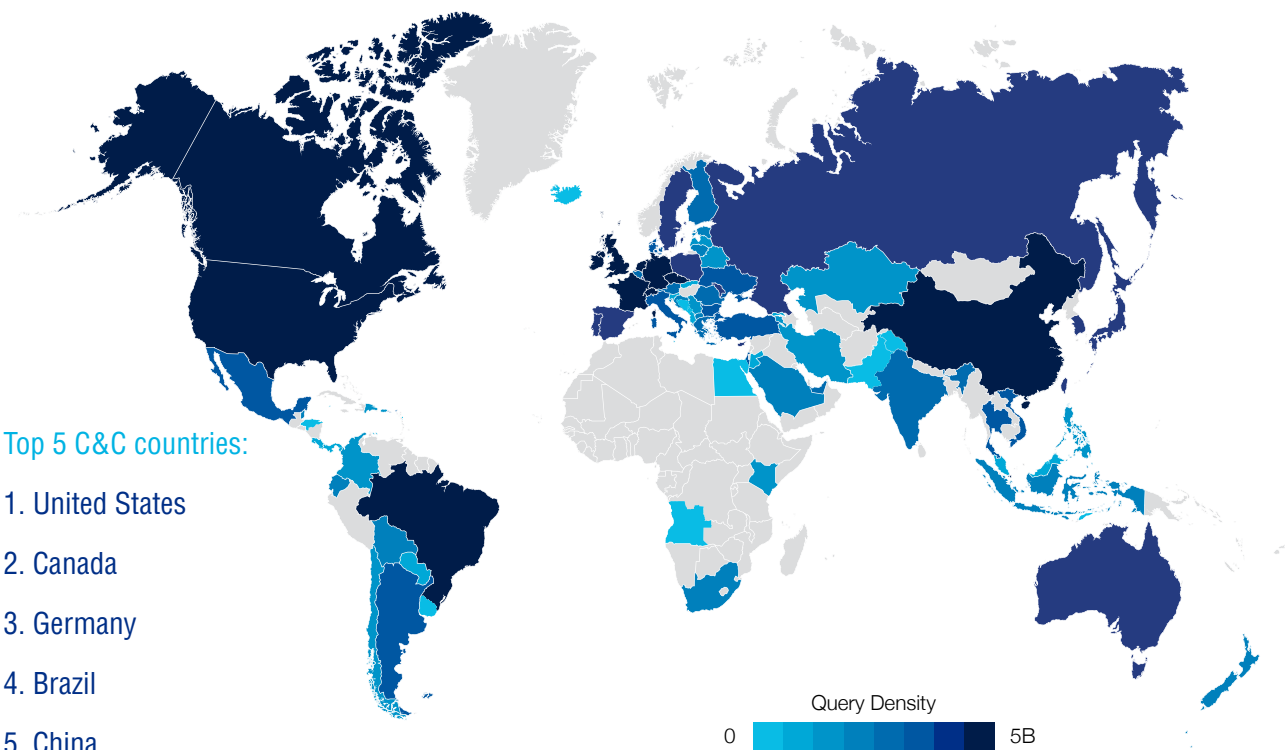 Top 5 C&C countries:
1. United States
2. Canada
3. Germany
4. Brazil
5. China
Query Density
0 5B